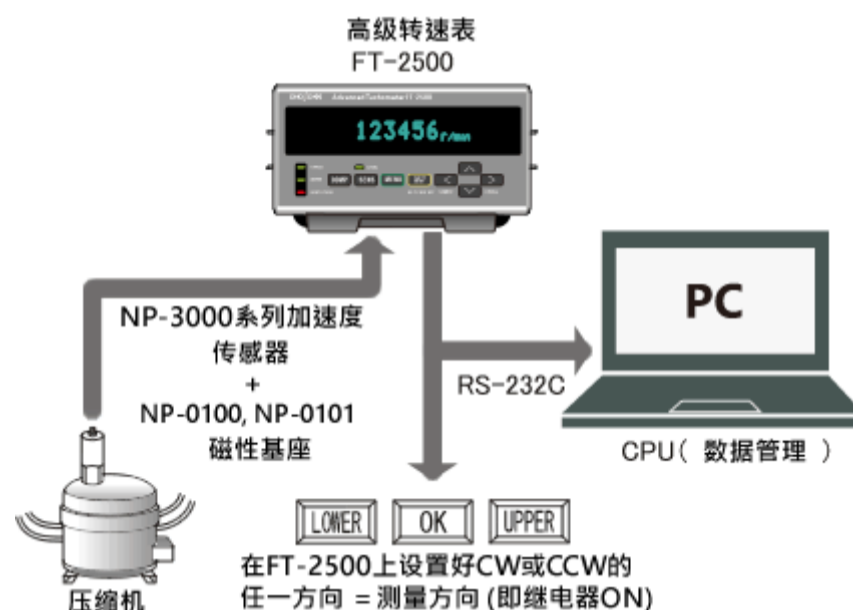 高级转速表
FT-2500
ONO SOKKI Advanced Tachometer FT-2500
123456r/min
NP-3000系列加速度
传感器
+
NP-0100, NP-0101
磁性基座
压缩机
RS-232C
PC
CPU( 数据管理 )
LOWER OK UPPER
在FT-2500上设置好CW或CCW的
任一方向 = 测量方向 (即继电器ON)